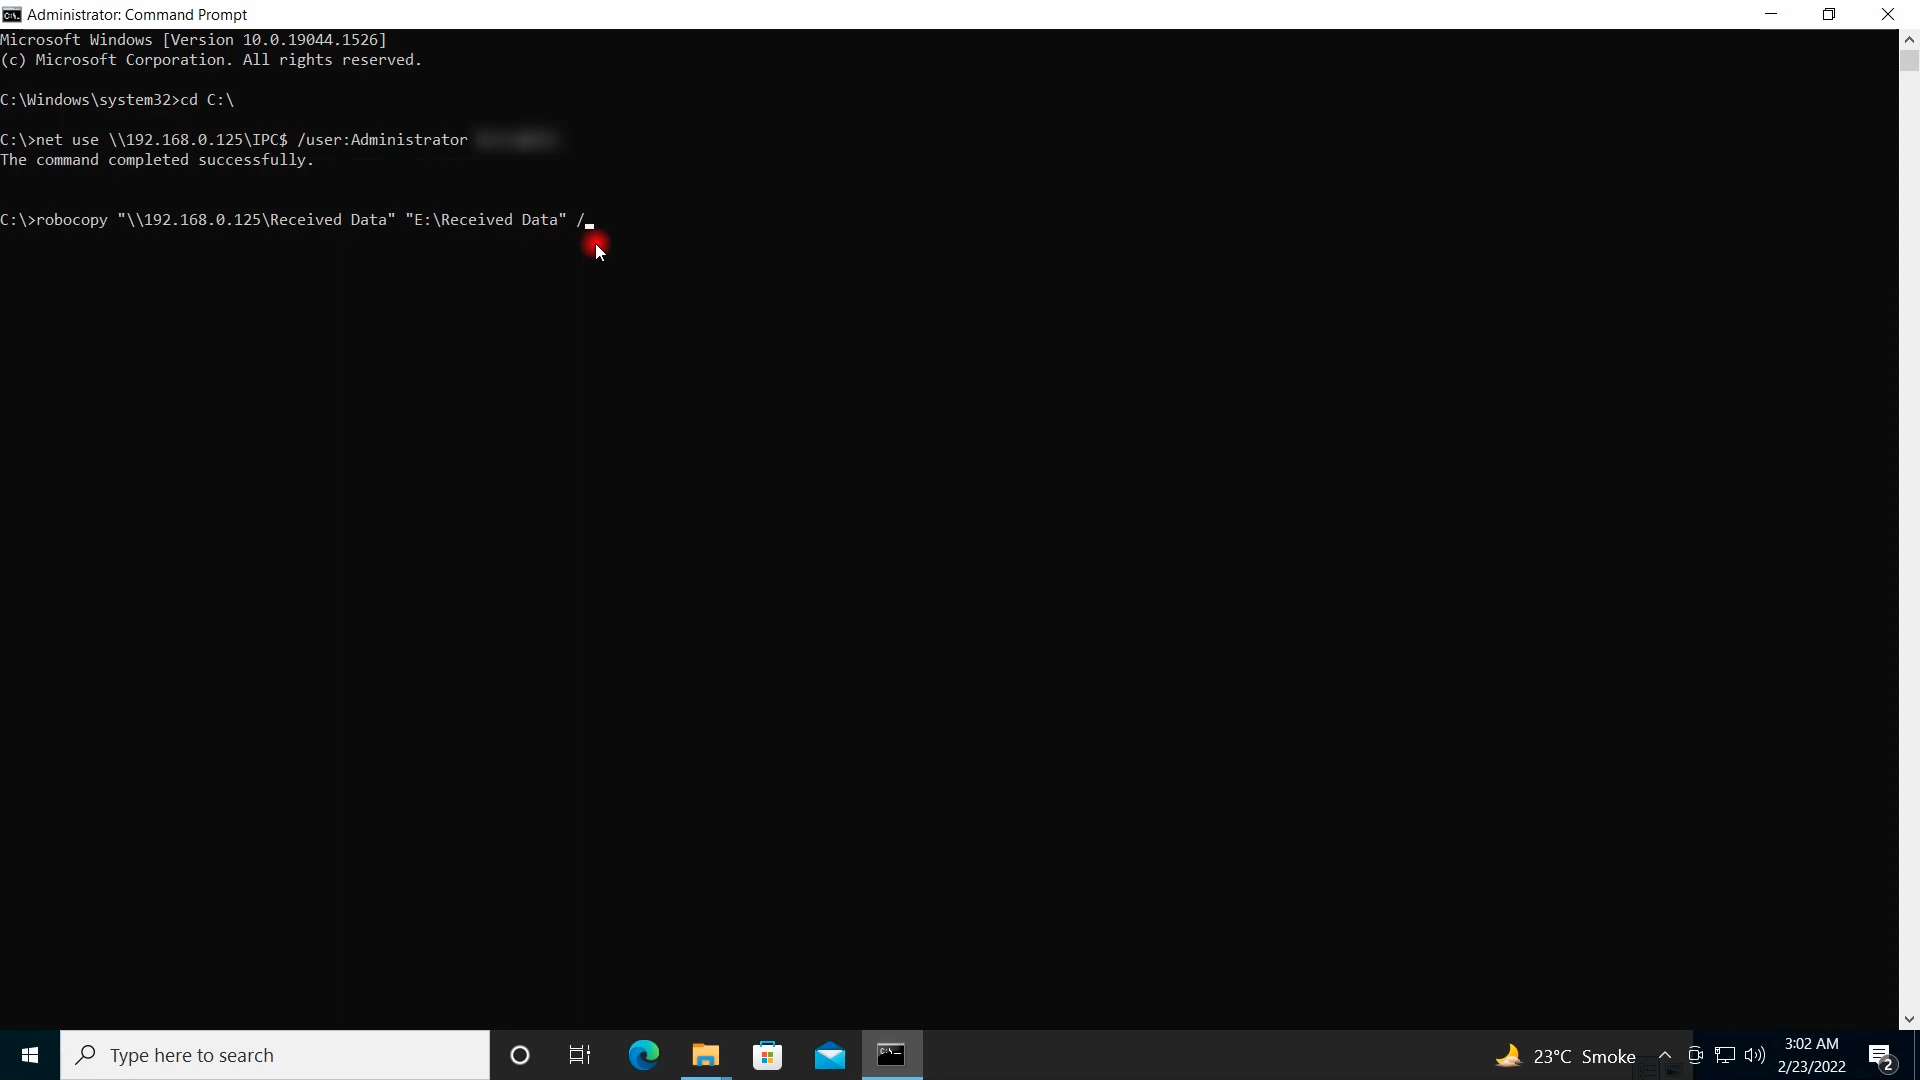 Administrator: Command Prompt
Microsoft Windows [Version 10.0.19044.1526]
(c) Microsoft Corporation. All rights reserved.
C:\Windows\system32>cd C:\
C:\>net use \\192.168.0.125\IPC$ /user:Administrator
The command completed successfully.
C:\>robocopy "\\192.168.0.125\Received Data" "E:\Received Data" /
Type here to search
23°C Smoke
3:02 AM
2/23/2022
2